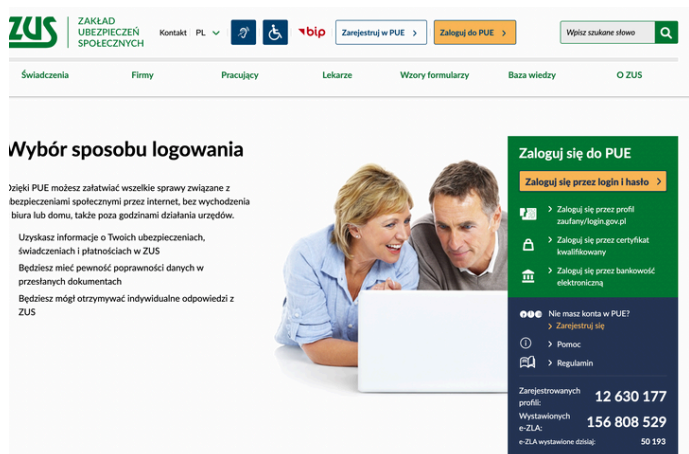 ZUS
ZAKŁAD
UBEZPIECZEŃ
SPOŁECZNYCH
Kontakt PL
bip
Zarejestruj w PUE >
Zaloguj do PUE >
Wpisz szukane słowo
Świadczenia Firmy Pracujący Lekarze Wzory formularzy Baza wiedzy O ZUS
Wybór sposobu logowania
Dzięki PUE możesz załatwiać wszelkie sprawy związane z
ubezpieczeniami społecznymi przez internet, bez wychodzenia
biura lub domu, także poza godzinami działania urzędów.
Uzyskasz informacje o Twoich ubezpieczeniach,
świadczeniach i płatnościach w ZUS
Będziesz mieć pewność poprawności danych w
przesłanych dokumentach
Będziesz mógł otrzymywać indywidualne odpowiedzi z
ZUS
Zaloguj się do PUE
Zaloguj się przez login i hasło >
> Zaloguj się przez profil
zaufany/login.gov.pl
> Zaloguj się przez certyfikat
kwalifikowany
> Zaloguj się przez bankowość
elektroniczną
Nie masz konta w PUE?
> Zarejestruj się
> Pomoc
> Regulamin
Zarejestrowanych
profili: 12 630 177
Wystawionych
e-ZLA: 156 808 529
e-ZLA wystawione dzisiaj: 50 193